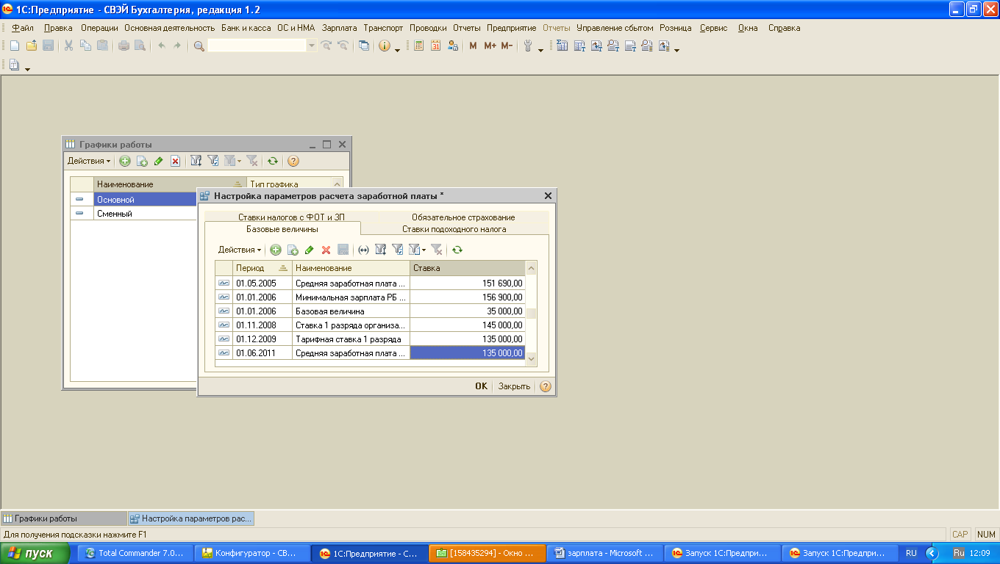 1С:Предприятие - СВЭЙ Бухгалтерия, редакция 1.2
Файл Правка Операции Основная деятельность Банк и касса ОС и НМА Зарплата Транспорт Проводки Отчеты Предприятие Отчеты Управление сбытом Розница Сервис Окна Справка
М М+ М-
Графики работы
Действия
Наименование Тип графика
Основной
Сменный
Настройка параметров расчета заработной платы *
Ставки налогов с ФОТ и ЗП Обязательное страхование
Базовые величины Ставки подоходного налога
Действия
Период Наименование Ставка
01.05.2005 Средняя заработная плата ... 151 690,00
01.01.2006 Минимальная зарплата РБ ... 156 900,00
01.01.2006 Базовая величина 35 000,00
01.11.2008 Ставка 1 разряда организа... 145 000,00
01.12.2009 Тарифная ставка 1 разряда 135 000,00
01.06.2011 Средняя заработная плата ... 135 000,00
OK Закрыть
Графики работы Настройка параметров рас...
Для получения подсказки нажмите F1 CAP NUM
пуск Total Commander 7.0... Конфигуратор - СВ... 1С:Предприятие - С... [158435294] - Окно ... зарплата - Microsoft ... Запуск 1С:Предпри... Запуск 1С:Предпри... RU Ru 12:09